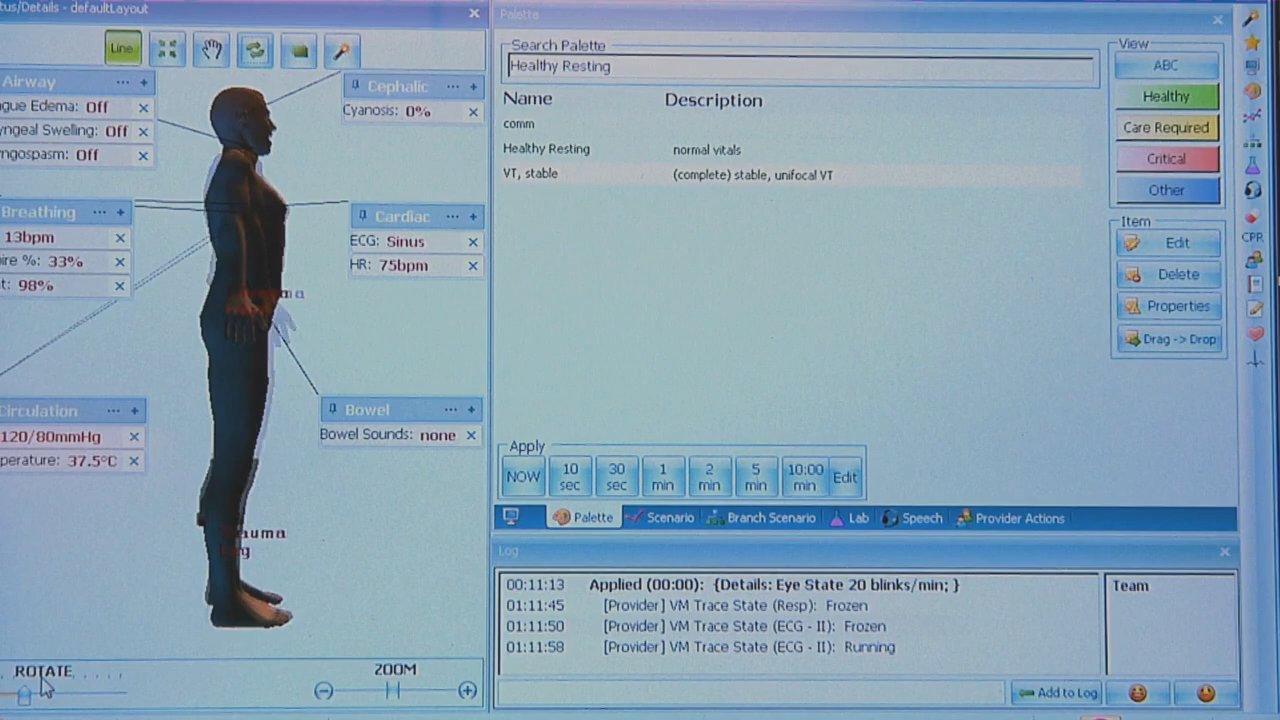 tus/Details - defaultLayout
Line
Airway
gue Edema: Off
yngeal Swelling: Off
yngospasm: Off
Cephalic
Cyanosis: 0%
Breathing
13bpm
ire %: 33%
t: 98%
Cardiac
ECG: Sinus
HR: 75bpm
Circulation
120/80mmHg
perature: 37.5°C
Bowel
Bowel Sounds: none
auma
ROTATE
ZOOM
Palette
Search Palette
Healthy Resting
Name Description
comm
Healthy Resting normal vitals
VT, stable (complete) stable, unifocal VT
View
ABC
Healthy
Care Required
Critical
Other
Item
Edit
Delete
Properties
Drag -> Drop
CPR
Apply
NOW
10 sec
30 sec
1 min
2 min
5 min
10:00 min
Edit
Palette Scenario Branch Scenario Lab Speech Provider Actions
Log
00:11:13 Applied (00:00): {Details: Eye State 20 blinks/min; }
01:11:45 [Provider] VM Trace State (Resp): Frozen
01:11:50 [Provider] VM Trace State (ECG - II): Frozen
01:11:58 [Provider] VM Trace State (ECG - II): Running
Team
Add to Log